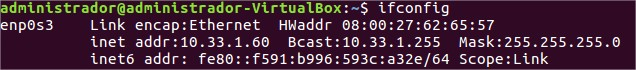 administrador@administrador-VirtualBox:~$ ifconfig
enp0s3 Link encap:Ethernet HWaddr 08:00:27:62:65:57
inet addr:10.33.1.60 Bcast:10.33.1.255 Mask:255.255.255.0
inet6 addr: fe80::f591:b996:593c:a32e/64 Scope:Link